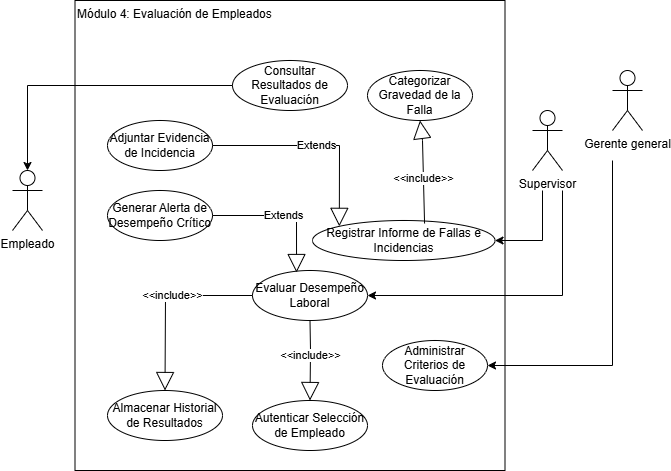 Módulo 4: Evaluación de Empleados
Consultar
Resultados de
Evaluación
Categorizar
Gravedad de la
Falla
Adjuntar Evidencia
de Incidencia
Extends
Gerente general
<<include>>
Supervisor
Generar Alerta de
Desempeño Crítico
Extends
Empleado
Registrar Informe de Fallas e
Incidencias
Evaluar Desempeño
Laboral
<<include>>
<<include>>
Administrar
Criterios de
Evaluación
Almacenar Historial
de Resultados
Autenticar Selección
de Empleado